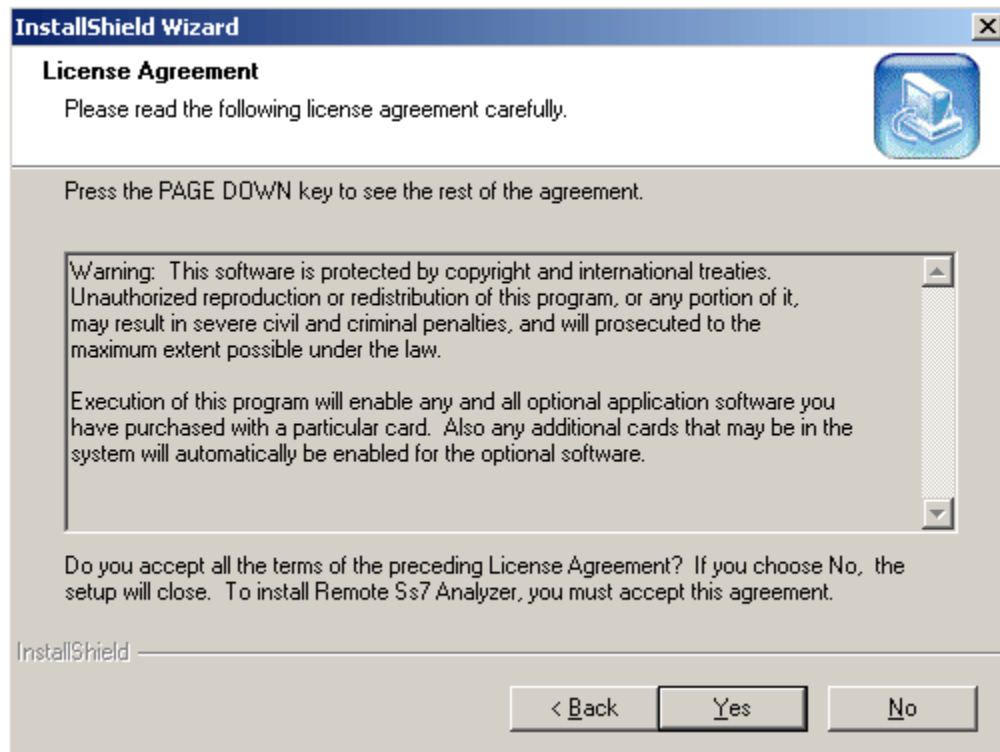 InstallShield Wizard
License Agreement
Please read the following license agreement carefully.
Press the PAGE DOWN key to see the rest of the agreement.
Warning:  This software is protected by copyright and international treaties.
Unauthorized reproduction or redistribution of this program, or any portion of it,
may result in severe civil and criminal penalties, and will prosecuted to the
maximum extent possible under the law.
Execution of this program will enable any and all optional application software you
have purchased with a particular card.  Also any additional cards that may be in the
system will automatically be enabled for the optional software.
Do you accept all the terms of the preceding License Agreement?  If you choose No,  the
setup will close.  To install Remote Ss7 Analyzer, you must accept this agreement.
InstallShield
< Back
Yes
No